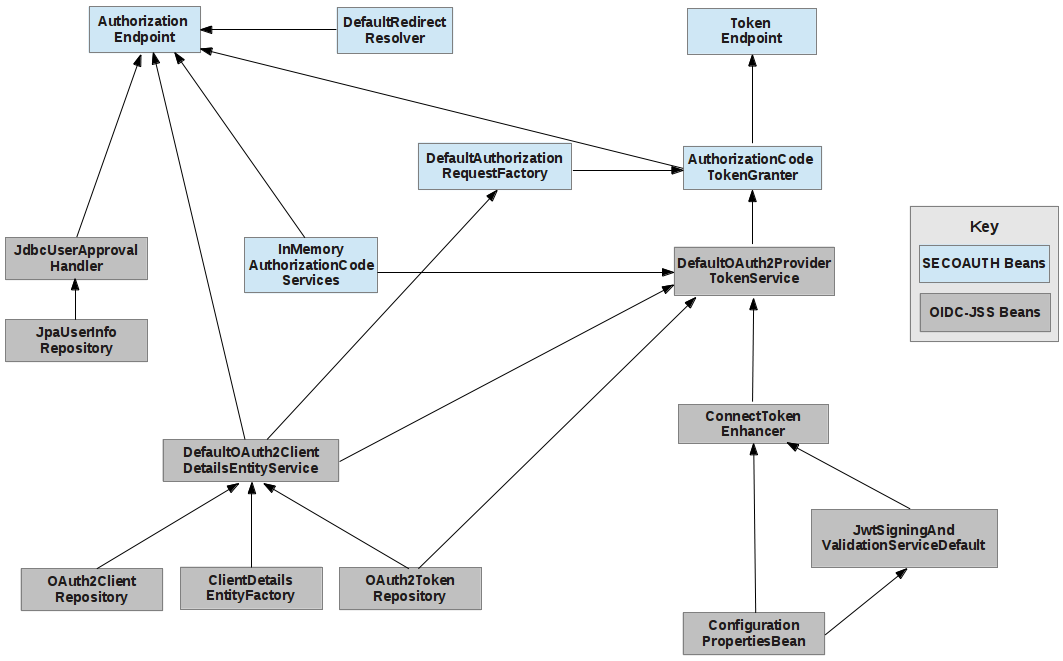 Authorization
Endpoint
DefaultRedirect
Resolver
Token
Endpoint
DefaultAuthorization
RequestFactory
AuthorizationCode
TokenGranter
Key
SECOAUTH Beans
OIDC-JSS Beans
JdbcUserApproval
Handler
InMemory
AuthorizationCode
Services
DefaultOAuth2Provider
TokenService
JpaUserInfo
Repository
ConnectToken
Enhancer
DefaultOAuth2Client
DetailsEntityService
JwtSigningAnd
ValidationServiceDefault
OAuth2Client
Repository
ClientDetails
EntityFactory
OAuth2Token
Repository
Configuration
PropertiesBean